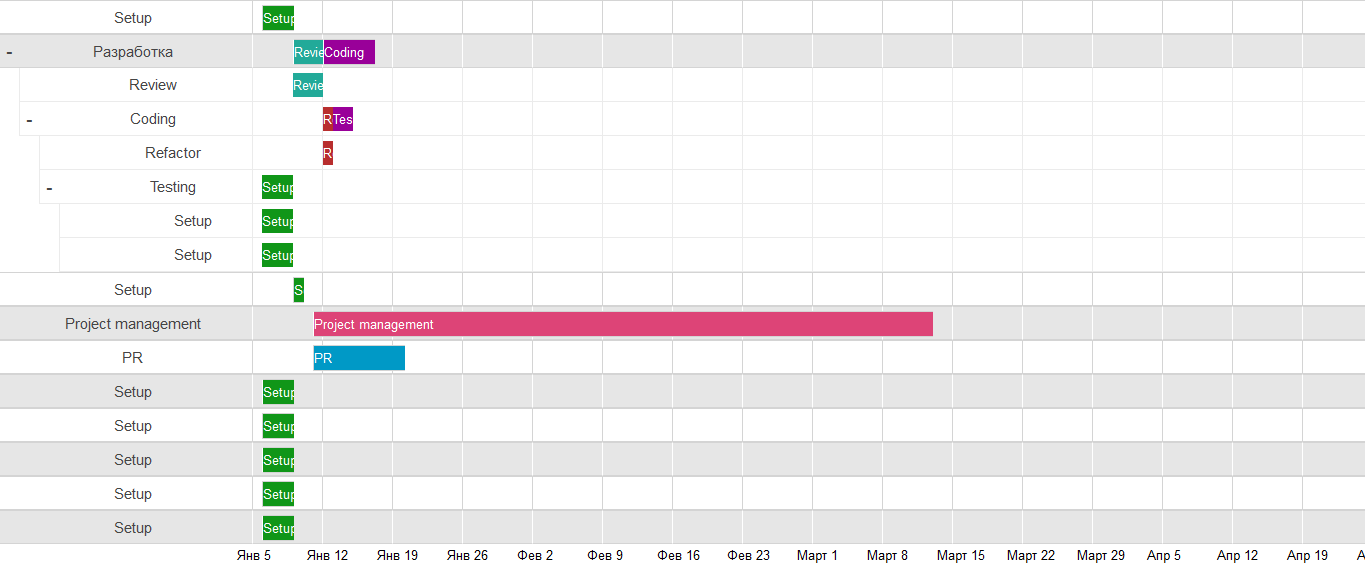 Setup Setup
- Разработка Revie Coding
Review Revie
- Coding R Tes
Refactor R
- Testing Setup
Setup Setup
Setup Setup
Setup S
Project management Project management
PR PR
Setup Setup
Setup Setup
Setup Setup
Setup Setup
Setup Setup
Янв 5 Янв 12 Янв 19 Янв 26 Фев 2 Фев 9 Фев 16 Фев 23 Март 1 Март 8 Март 15 Март 22 Март 29 Апр 5 Апр 12 Апр 19